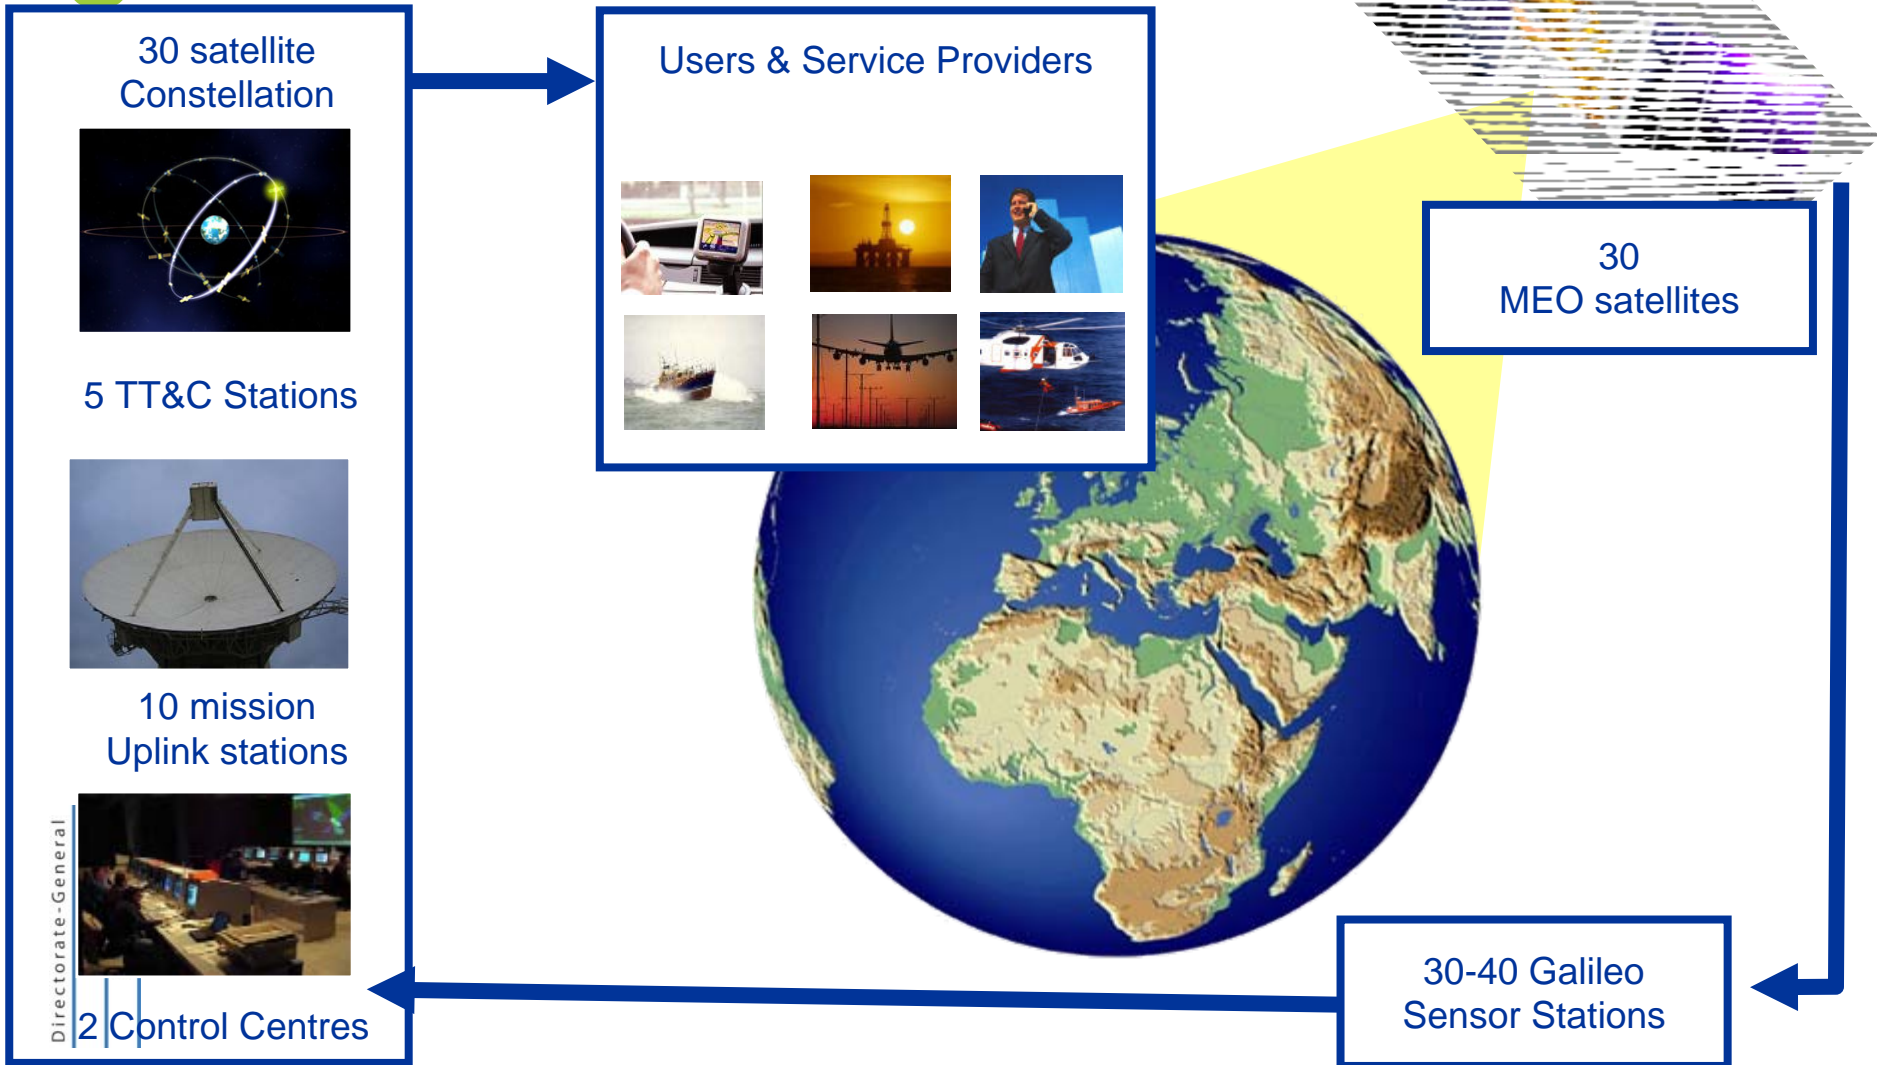 30 satellite
Constellation
5 TT&C Stations
10 mission
Uplink stations
Directorate-General
2 Control Centres
Users & Service Providers
30
MEO satellites
30-40 Galileo
Sensor Stations